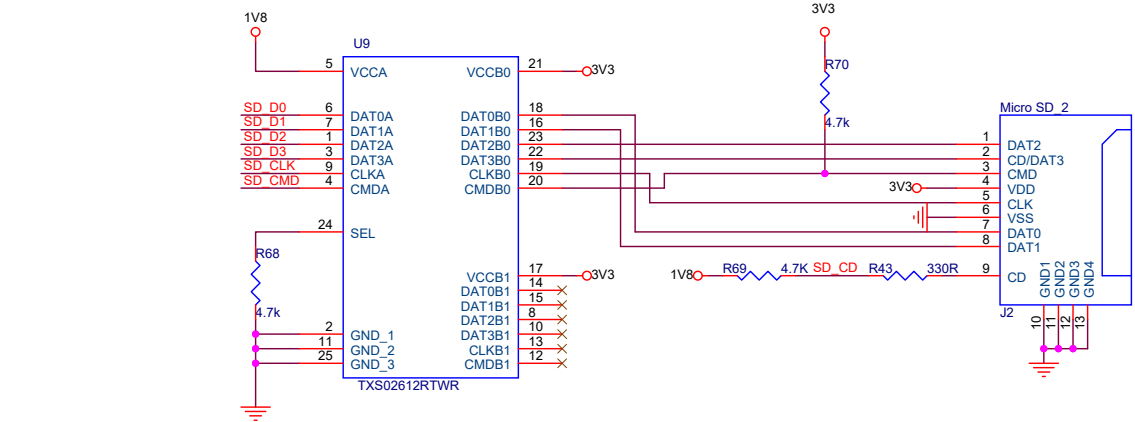 3V3
1V8
U9
R70
4.7k
5 VCCA VCCB0 21 3V3
Micro SD_2
SD_D0 6 DAT0A DAT0B0 18
SD_D1 7 DAT1A DAT1B0 16
SD_D2 1 DAT2A DAT2B0 23 1 DAT2
SD_D3 3 DAT3A DAT3B0 22 2 CD/DAT3
SD_CLK 9 CLKA CLKB0 19 3 CMD
SD_CMD 4 CMDA CMDB0 20 3V3 4 VDD
5 CLK
6 VSS
24 SEL 7 DAT0
8 DAT1
R68
4.7k
VCCB1 17 3V3 1V8 R69 4.7K SD_CD R43 330R 9 CD
DAT0B1 14
DAT1B1 15
DAT2B1 8
DAT3B1 10
CLKB1 13
CMDB1 12
GND1 GND2 GND3 GND4
J2
10 11 12 13
2 GND_1
11 GND_2
25 GND_3
TXS02612RTWR